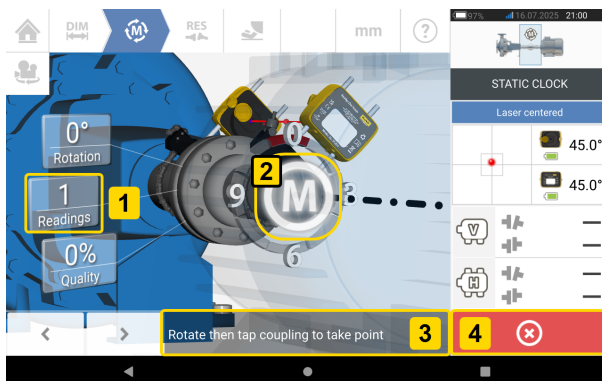 DIM
M
RES
mm
?
97% 16.07.2025 21:00
STATIC CLOCK
Laser centered
45.0°
45.0°
V
H
0°
Rotation
1
Readings
0%
Quality
1
2
0
9
M
3
6
Rotate then tap coupling to take point
3
4